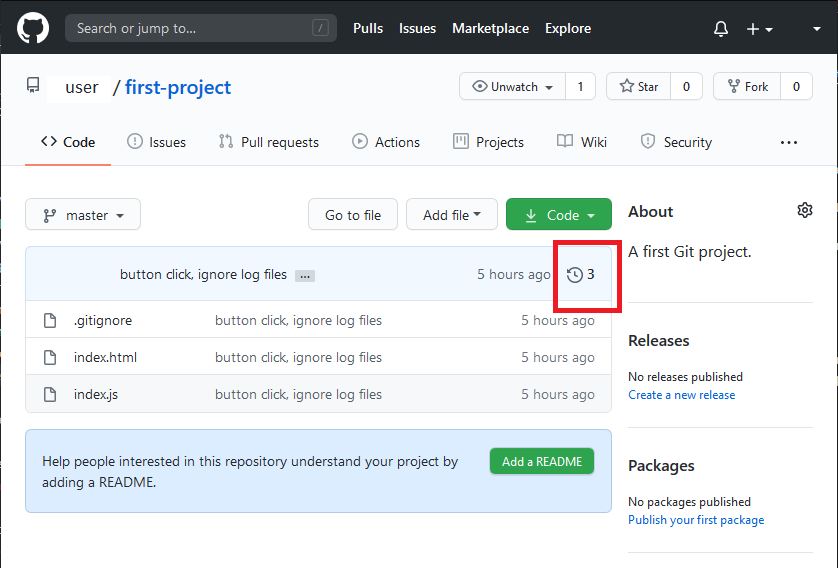 Search or jump to... / Pulls Issues Marketplace Explore
user / first-project Unwatch 1 Star 0 Fork 0
Code Issues Pull requests Actions Projects Wiki Security ...
master Go to file Add file Code
button click, ignore log files ... 5 hours ago 3
.gitignore button click, ignore log files 5 hours ago
index.html button click, ignore log files 5 hours ago
index.js button click, ignore log files 5 hours ago
Help people interested in this repository understand your project by
adding a README.
Add a README
About
A first Git project.
Releases
No releases published
Create a new release
Packages
No packages published
Publish your first package